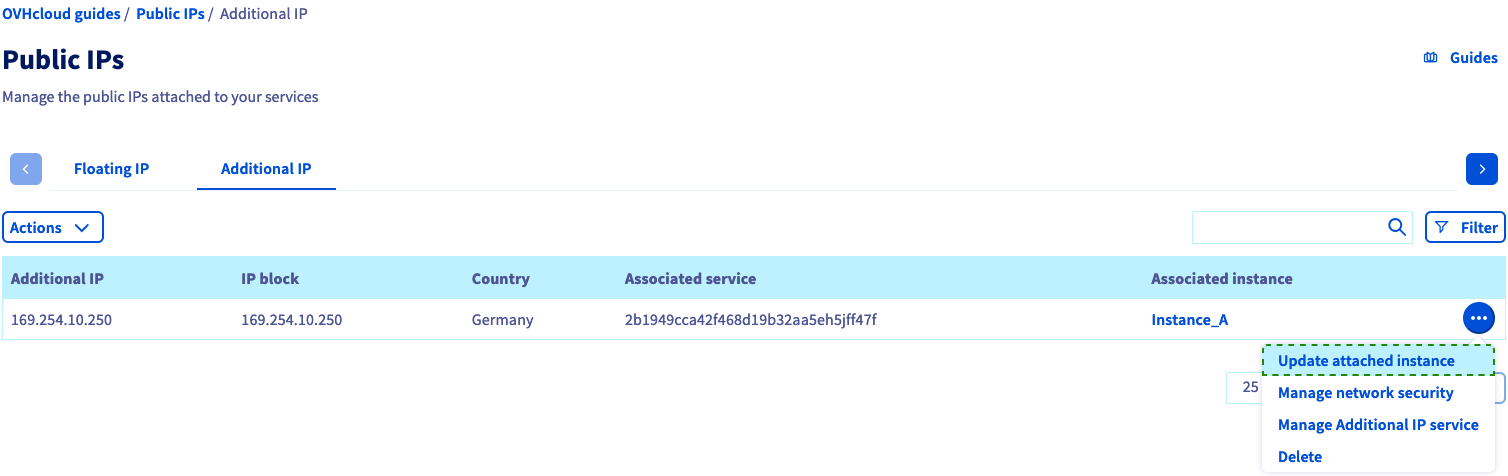 OVHcloud guides / Public IPs / Additional IP
Public IPs
Guides
Manage the public IPs attached to your services
Floating IP Additional IP
Actions
Filter
Additional IP IP block Country Associated service Associated instance
169.254.10.250 169.254.10.250 Germany 2b1949cca42f468d19b32aa5eh5jff47f Instance_A
Update attached instance
25
Manage network security
Manage Additional IP service
Delete